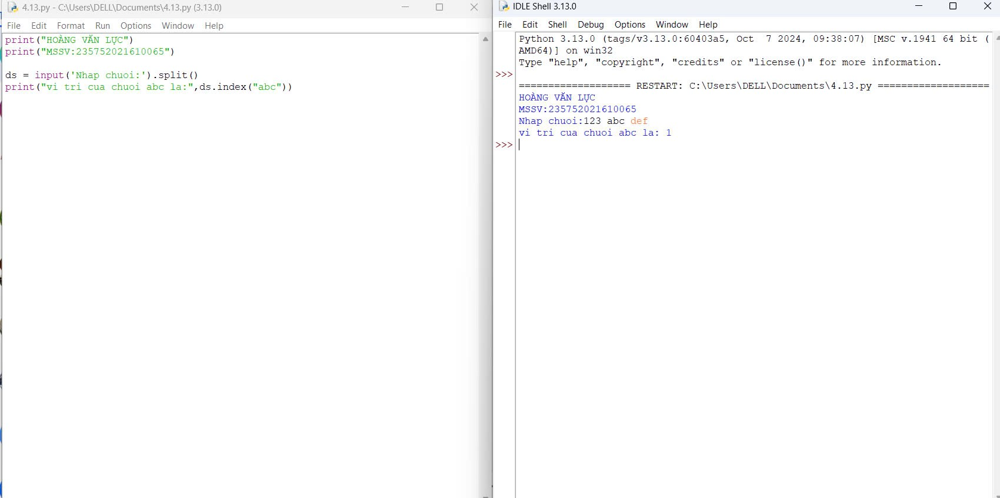 4.13.py - C:\Users\DELL\Documents\4.13.py (3.13.0)
File Edit Format Run Options Window Help
print("HOÀNG VĂN LỰC")
print("MSSV:235752021610065")
ds = input('Nhap chuoi:').split()
print("vi tri cua chuoi abc la:",ds.index("abc"))
IDLE Shell 3.13.0
File Edit Shell Debug Options Window Help
Python 3.13.0 (tags/v3.13.0:60403a5, Oct  7 2024, 09:38:07) [MSC v.1941 64 bit (
AMD64)] on win32
Type "help", "copyright", "credits" or "license()" for more information.
>>>
=================== RESTART: C:\Users\DELL\Documents\4.13.py ===================
HOÀNG VĂN LỰC
MSSV:235752021610065
Nhap chuoi:123 abc def
vi tri cua chuoi abc la: 1
>>>